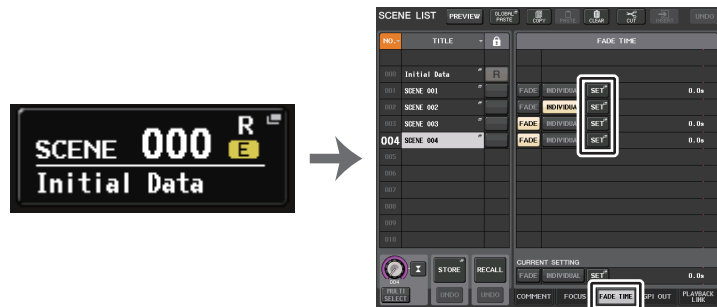 SCENE 000 R E
Initial Data
SCENE LIST PREVIEW GLOBAL PASTE COPY PASTE CLEAR CUT INSERT UNDO
NO. TITLE FADE TIME
000 Initial Data R
001 SCENE 001 FADE INDIVIDUAL SET 0.0s
002 SCENE 002 FADE INDIVIDUAL SET 0.0s
003 SCENE 003 FADE INDIVIDUAL SET 0.0s
004 SCENE 004 FADE INDIVIDUAL SET 0.0s
005
006
007
008
009
010
CURRENT SETTING
004 STORE RECALL FADE INDIVIDUAL SET 0.0s
MULTI SELECT UNDO UNDO COMMENT FOCUS FADE TIME GPI OUT PLAYBACK LINK